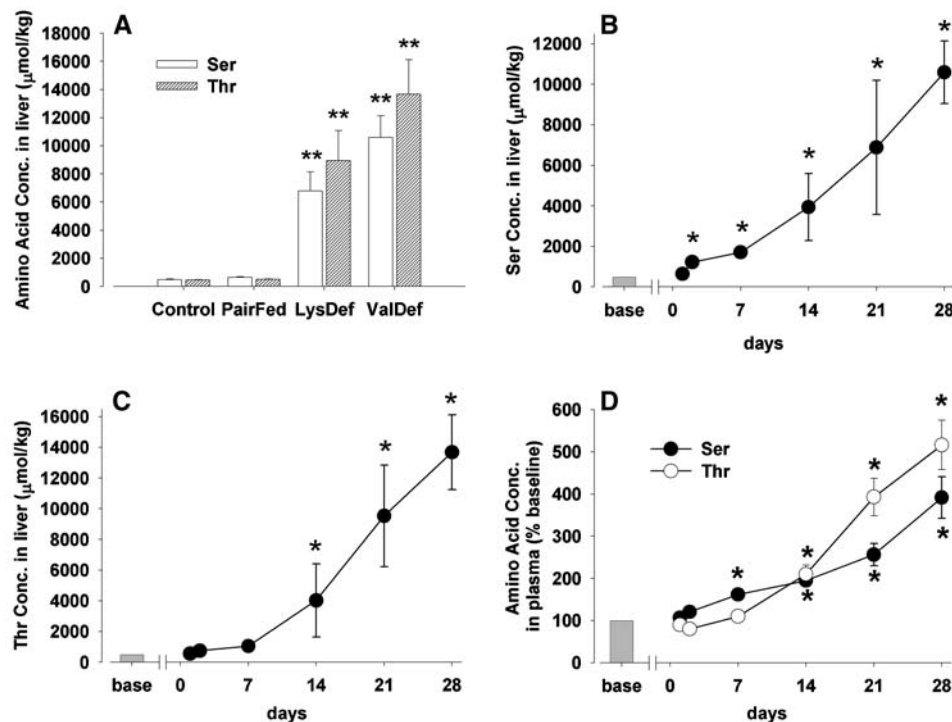 A
Amino Acid Conc. in liver (μmol/kg)
18000
16000
14000
12000
10000
8000
6000
4000
2000
0
Ser
Thr
** ** ** **
Control PairFed LysDef ValDef
B
Ser Conc. in liver (μmol/kg)
12000
10000
8000
6000
4000
2000
0
* * * * * *
base 0 7 14 21 28
days
C
Thr Conc. in liver (μmol/kg)
16000
14000
12000
10000
8000
6000
4000
2000
0
* * *
base 0 7 14 21 28
days
D
Amino Acid Conc.
in plasma (% baseline)
600
500
400
300
200
100
0
Ser
Thr
* * * * * * *
base 0 7 14 21 28
days